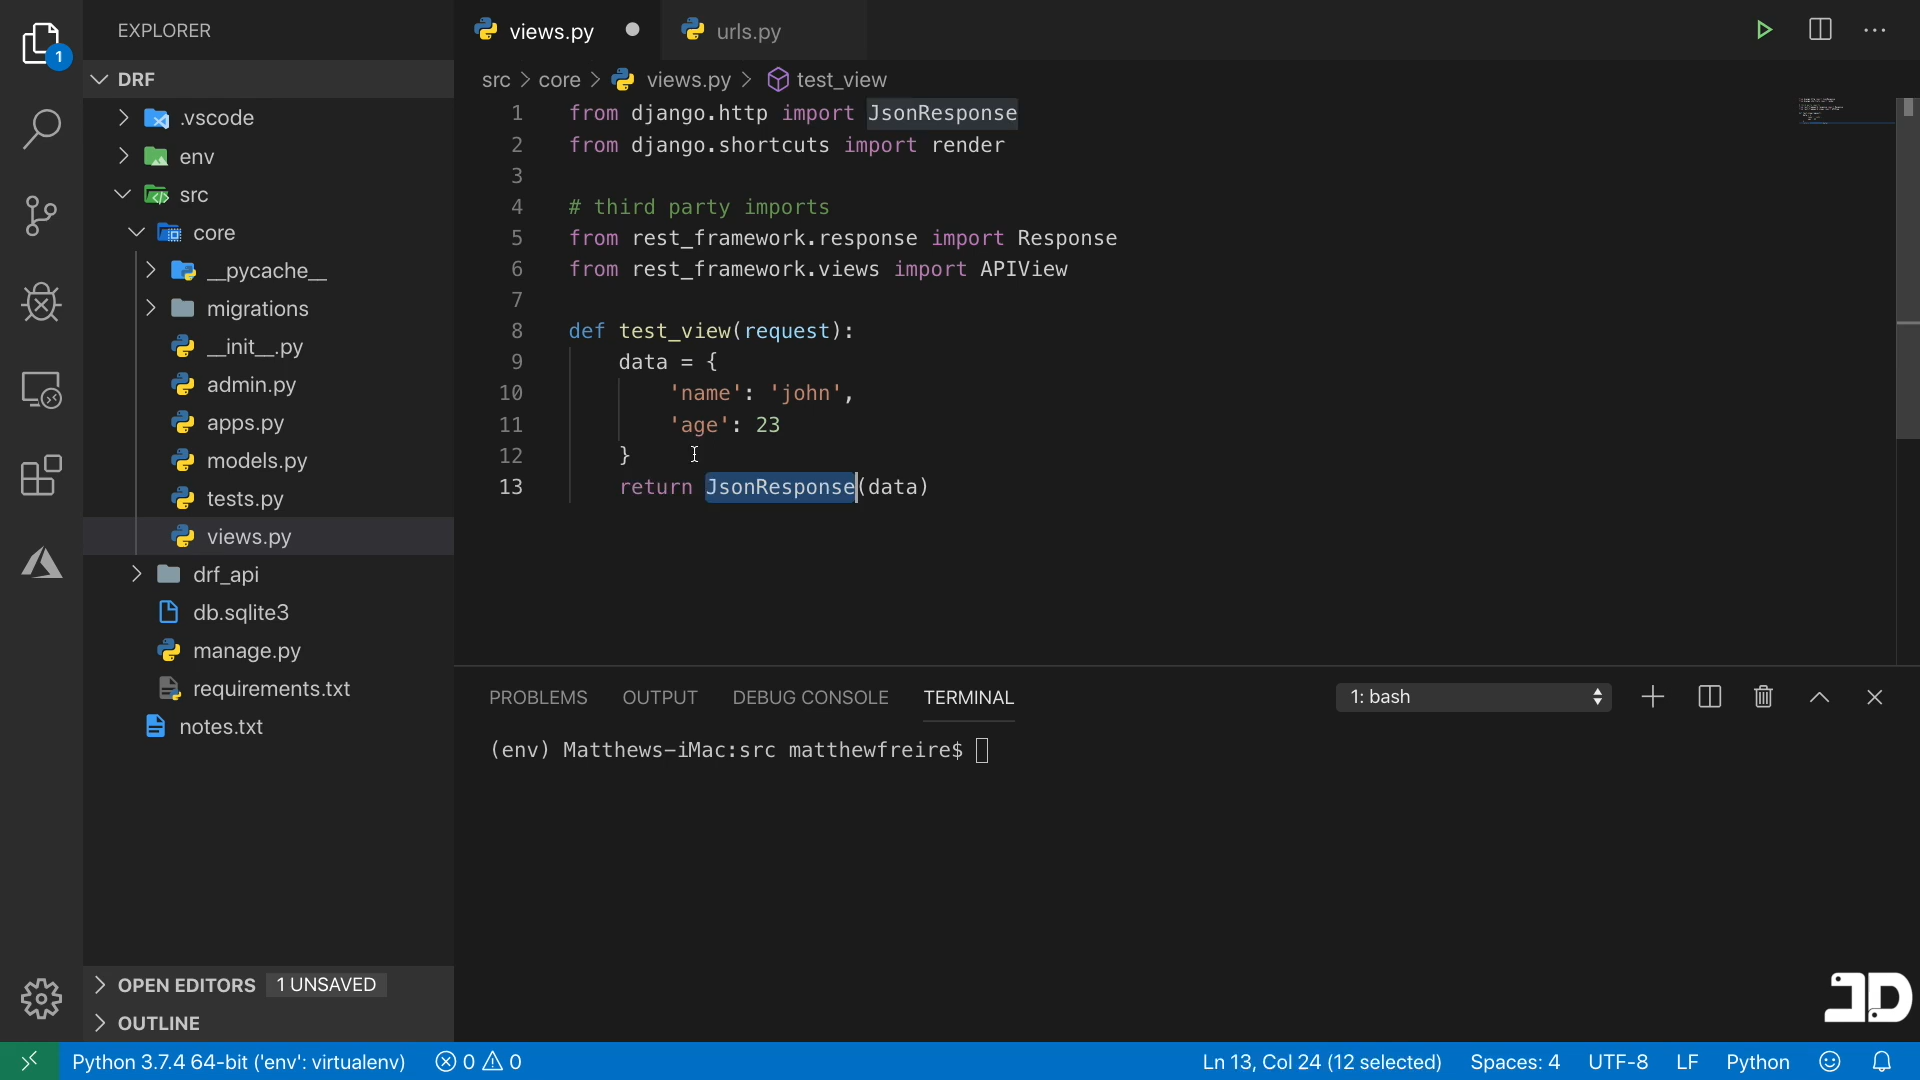 EXPLORER
1
DRF
.vscode
env
src
core
__pycache__
migrations
__init__.py
admin.py
apps.py
models.py
tests.py
views.py
drf_api
db.sqlite3
manage.py
requirements.txt
notes.txt
OPEN EDITORS 1 UNSAVED
OUTLINE
views.py urls.py
src > core > views.py > test_view
1 from django.http import JsonResponse
2 from django.shortcuts import render
3
4 # third party imports
5 from rest_framework.response import Response
6 from rest_framework.views import APIView
7
8 def test_view(request):
9 data = {
10 'name': 'john',
11 'age': 23
12 }
13 return JsonResponse(data)
PROBLEMS OUTPUT DEBUG CONSOLE TERMINAL 1: bash
(env) Matthews-iMac:src matthewfreire$
JD
Python 3.7.4 64-bit ('env': virtualenv) 0 0 Ln 13, Col 24 (12 selected) Spaces: 4 UTF-8 LF Python